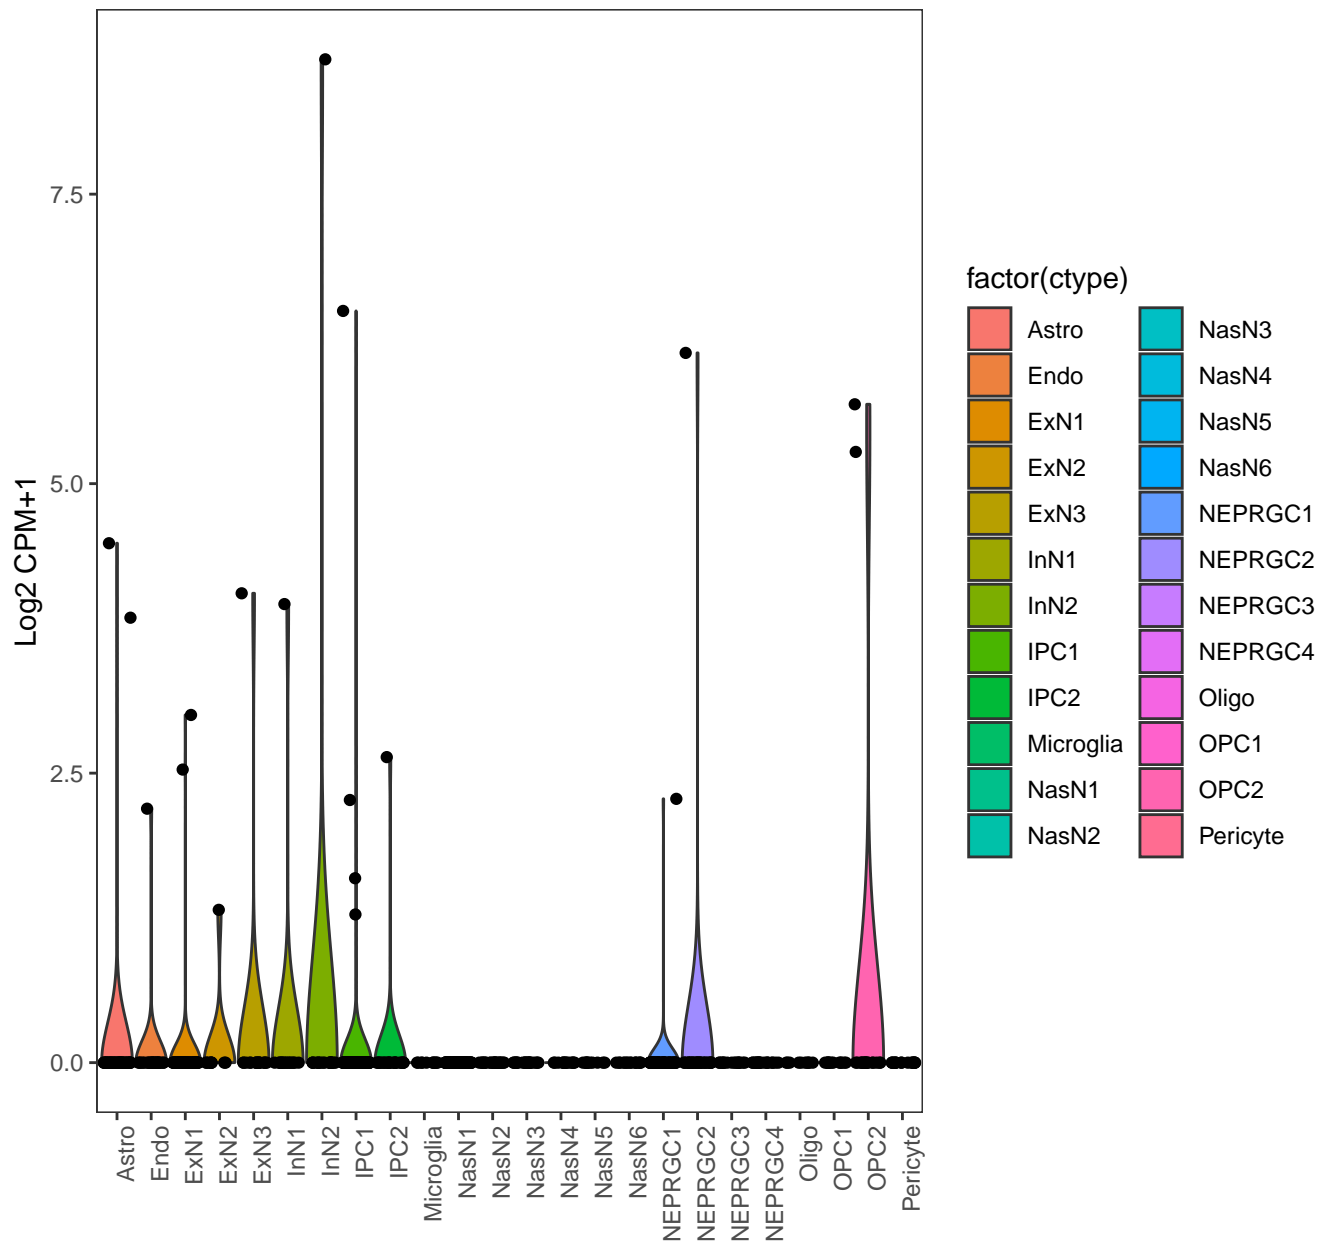 Log2 CPM+1
7.5
5.0
2.5
0.0
Astro
Endo
ExN1
ExN2
ExN3
InN1
InN2
IPC1
IPC2
Microglia
NasN1
NasN2
NasN3
NasN4
NasN5
NasN6
NEPRGC1
NEPRGC2
NEPRGC3
NEPRGC4
Oligo
OPC1
OPC2
Pericyte
factor(ctype)
Astro
Endo
ExN1
ExN2
ExN3
InN1
InN2
IPC1
IPC2
Microglia
NasN1
NasN2
NasN3
NasN4
NasN5
NasN6
NEPRGC1
NEPRGC2
NEPRGC3
NEPRGC4
Oligo
OPC1
OPC2
Pericyte